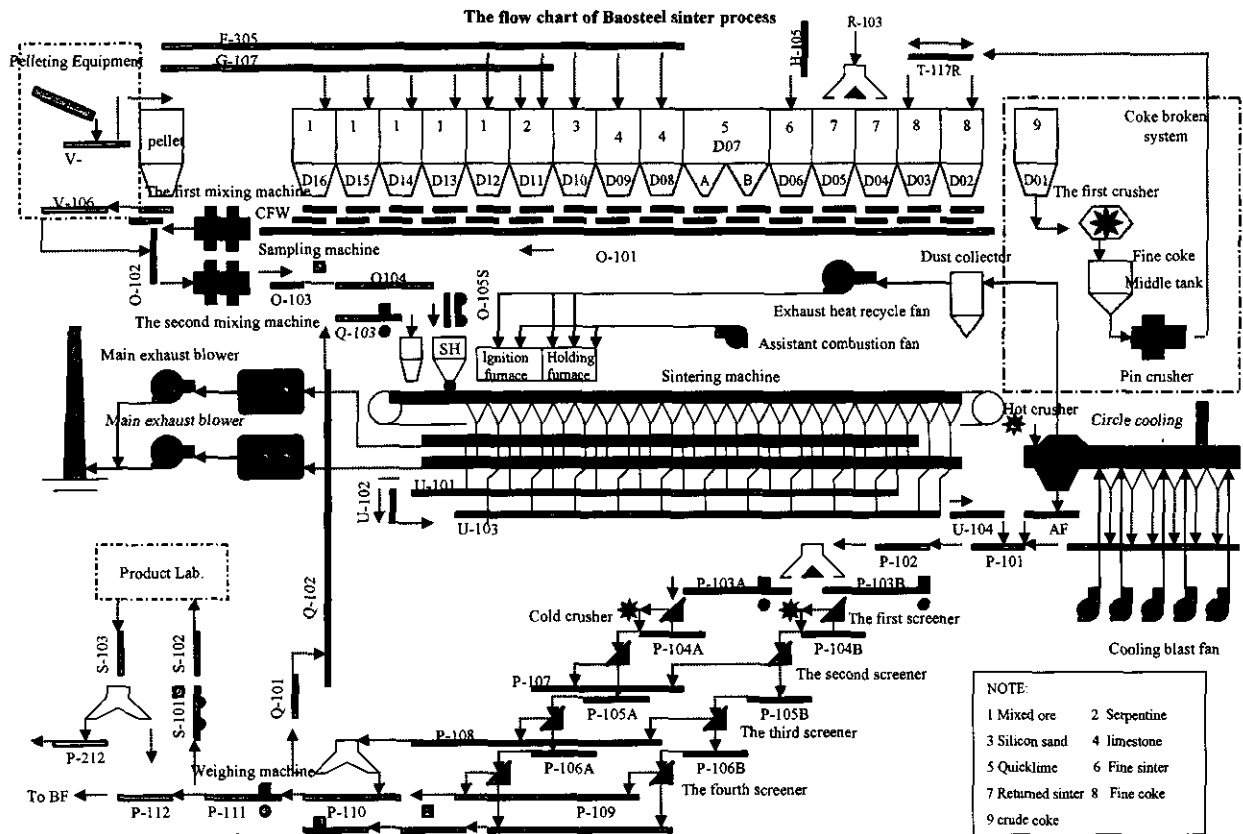 The flow chart of Baosteel sinter process
F-305
G-107
H-105
R-103
T-117R
Pelleting Equipment
V-
V-106
pellet
1 1 1 1 1 2 3 4 4 5 6 7 7 8 8 9
D07
D16 D15 D14 D13 D12 D11 D10 D09 D08 A B D06 D05 D04 D03 D02 D01
Coke broken
system
The first crusher
Fine coke
Middle tank
Pin crusher
The first mixing machine
CFW
Sampling machine
O-101
O-102
O-103
O104
O-105S
The second mixing machine
Q-103
SH
Dust collector
Exhaust heat recycle fan
Assistant combustion fan
Ignition
furnace
Holding
furnace
Sintering machine
Main exhaust blower
Main exhaust blower
Hot crusher
Circle cooling
U-101
U-102
U-103
U-104
AF
P-101
P-102
Cooling blast fan
Product Lab.
Q-102
P-103A
P-103B
Cold crusher
The first screener
P-104A
P-104B
The second screener
S-103
S-102
S-101
Q-101
P-107
P-105A
P-105B
The third screener
P-108
P-106A
P-106B
The fourth screener
P-212
Weighing machine
To BF
P-112
P-111
P-110
P-109
NOTE:
1 Mixed ore 2 Serpentine
3 Silicon sand 4 limestone
5 Quicklime 6 Fine sinter
7 Returned sinter 8 Fine coke
9 crude coke